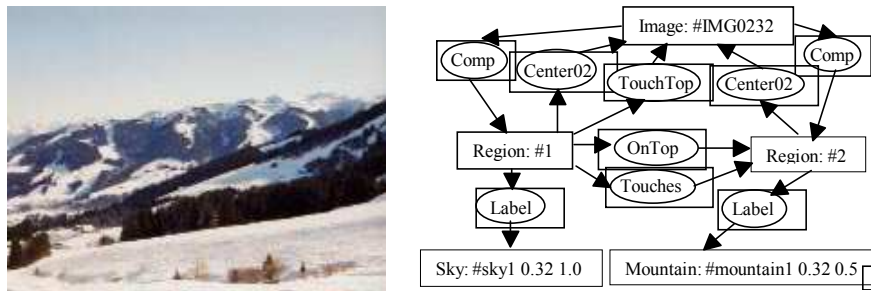 Image: #IMG0232
Comp
Center02
TouchTop
Center02
Comp
Region: #1
OnTop
Region: #2
Touches
Label
Label
Sky: #sky1 0.32 1.0
Mountain: #mountain1 0.32 0.5